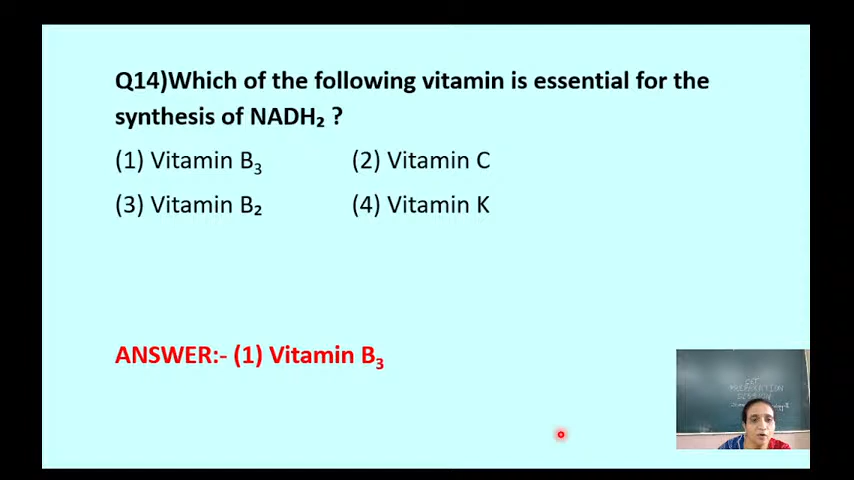 Q14)Which of the following vitamin is essential for the
synthesis of NADH₂ ?
(1) Vitamin B₃ (2) Vitamin C
(3) Vitamin B₂ (4) Vitamin K
ANSWER:- (1) Vitamin B₃